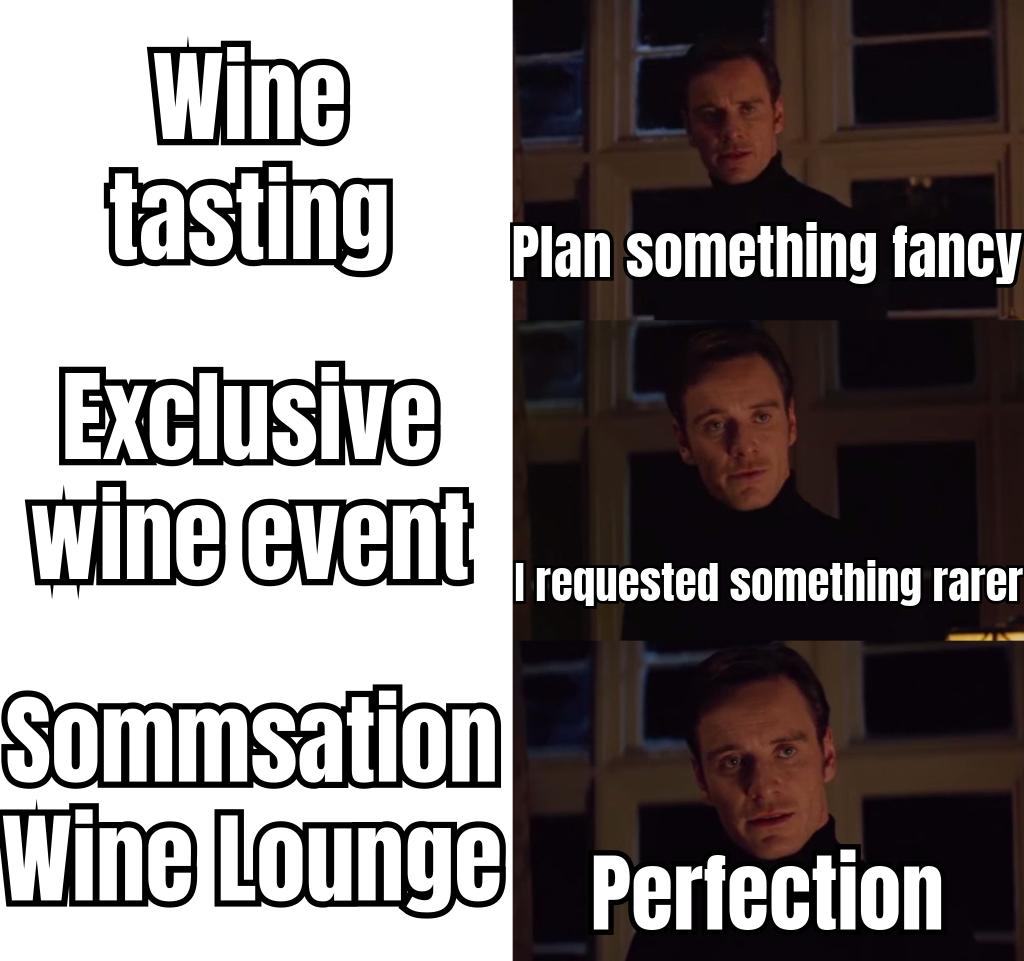 Wine
tasting
Plan something fancy
Exclusive
wine event
I requested something rarer
Sommsation
Wine Lounge
Perfection